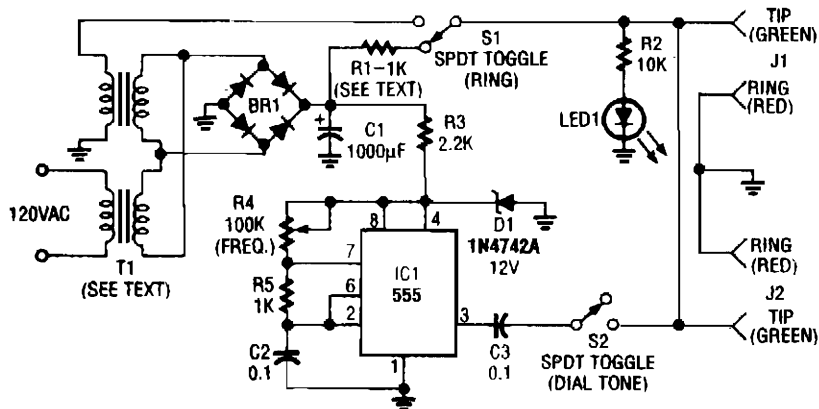 TIP
(GREEN)
J1
S1
SPDT TOGGLE
(RING)
R1-1K
(SEE TEXT)
R2
10K
RING
(RED)
BR1
LED1
+
C1
1000µF
R3
2.2K
120VAC
R4
100K
(FREQ.)
8
4
D1
1N4742A
12V
T1
(SEE TEXT)
7
R5
1K
IC1
555
6
2
3
RING
(RED)
J2
C2
0.1
1
C3
0.1
S2
SPDT TOGGLE
(DIAL TONE)
TIP
(GREEN)